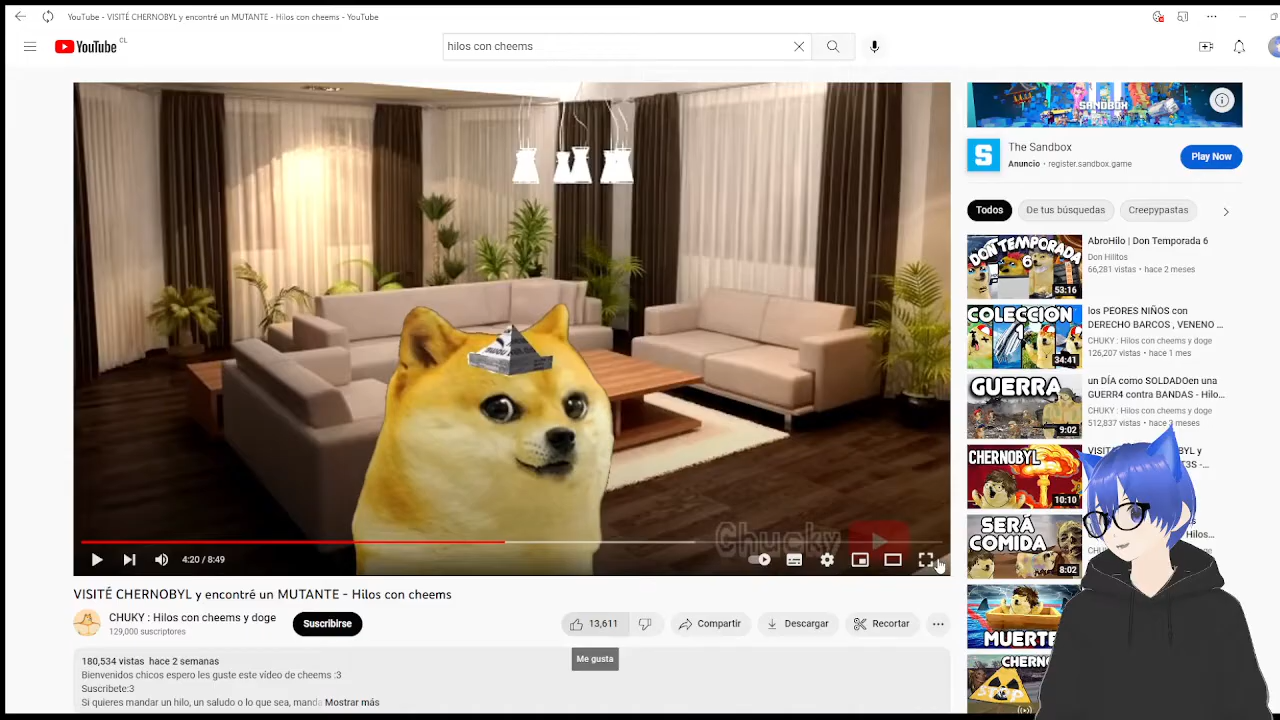 YouTube - VISITÉ CHERNOBYL y encontré un MUTANTE - Hilos con cheems - YouTube
YouTube CL
hilos con cheems
SANDBOX
The Sandbox
Anuncio • register.sandbox.game
Play Now
Todos
De tus búsquedas
Creepypastas
DON TEMPORADA 6
53:16
AbroHilo | Don Temporada 6
Don Hilitos
66,281 vistas • hace 2 meses
COLECCIÓN
34:41
los PEORES NIÑOS con
DERECHO BARCOS , VENENO ...
CHUKY : Hilos con cheems y doge
126,207 vistas • hace 1 mes
GUERRA
9:02
un DÍA como SOLDADOen una
GUERR4 contra BANDAS - Hilo...
CHUKY : Hilos con cheems y doge
512,837 vistas • hace 3 meses
CHERNOBYL
10:10
SERÁ
COMIDA
8:02
Hilos...
MUERTE
STOP
Chucky
4:20 / 8:49
VISITÉ CHERNOBYL y encontré un MUTANTE - Hilos con cheems
CHUKY : Hilos con cheems y doge
129,000 suscriptores
Suscribirse
13,611
Compartir
Descargar
Recortar
Me gusta
180,534 vistas hace 2 semanas
Bienvenidos chicos espero les guste este vídeo de cheems :3
Suscríbete:3
Si quieres mandar un hilo, un saludo o lo que sea, manda Mostrar más